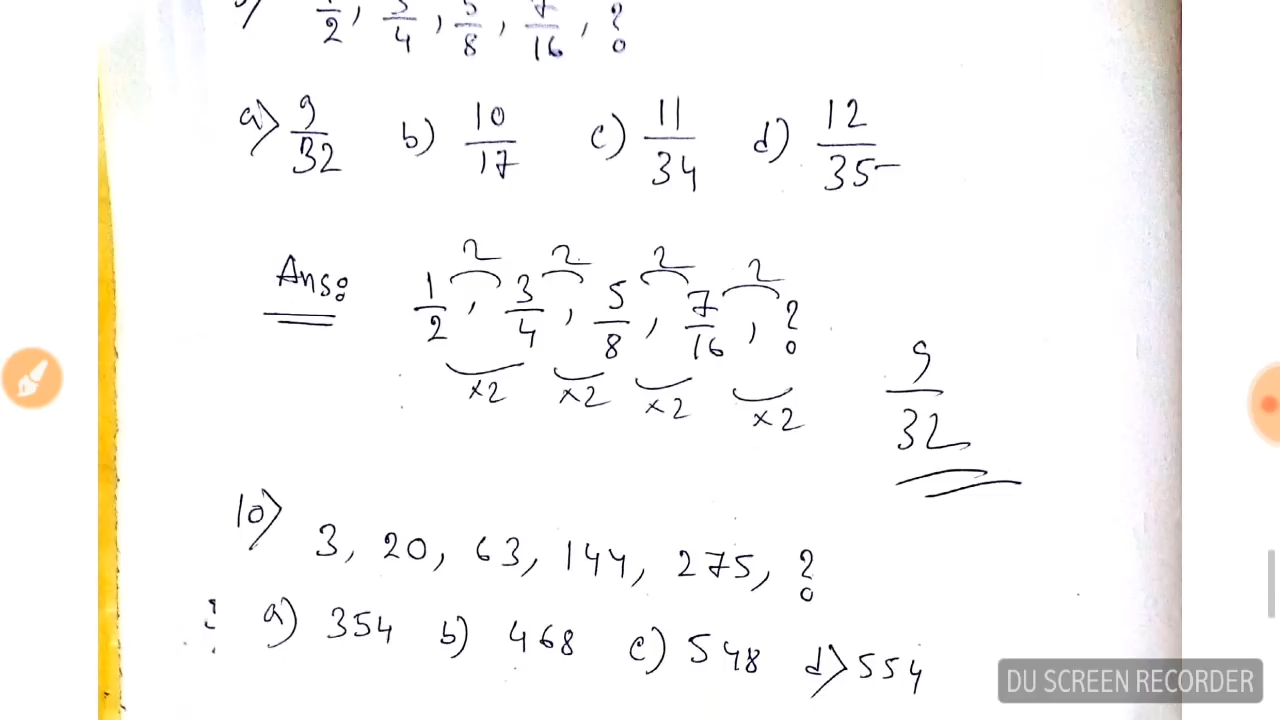 1/2, 3/4, 5/8, 7/16, ?
a) 9/32 b) 10/17 c) 11/34 d) 12/35
2 2 2 2
Ans: 1/2, 3/4, 5/8, 7/16, ?
×2 ×2 ×2 ×2
9/32
10) 3, 20, 63, 144, 275, ?
a) 354 b) 468 c) 548 d) 554
DU SCREEN RECORDER